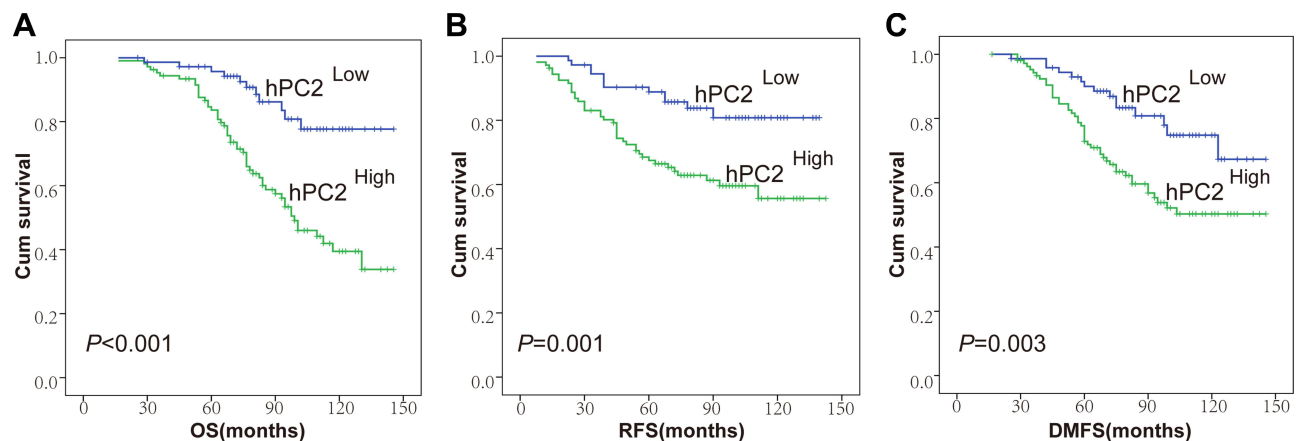 A
Cum survival
1.0
0.8
0.6
0.4
0.2
0.0
hPC2 Low
hPC2 High
P<0.001
0 30 60 90 120 150
OS(months)
B
Cum survival
1.0
0.8
0.6
0.4
0.2
0.0
hPC2 Low
hPC2 High
P=0.001
0 30 60 90 120 150
RFS(months)
C
Cum survival
1.0
0.8
0.6
0.4
0.2
0.0
hPC2 Low
hPC2 High
P=0.003
0 30 60 90 120 150
DMFS(months)